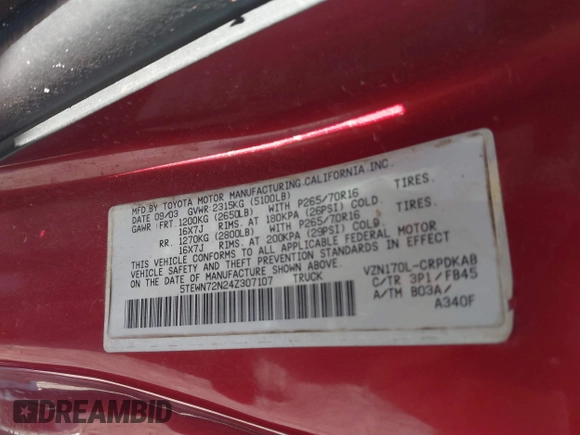 MFD.BY TOYOTA MOTOR MANUFACTURING,CALIFORNIA.INC.
DATE 09/03 GVWR 2315KG (5100LB)
GAWR FRT 1200KG (2650LB) WITH P265/70R16 TIRES.
16X7J RIMS.AT 180KPA (26PSI) COLD.
RR. 1270KG (2800LB) WITH P265/70R16 TIRES.
16X7J RIMS.AT 200KPA (29PSI) COLD.
THIS VEHICLE CONFORMS TO ALL APPLICABLE FEDERAL MOTOR
VEHICLE SAFETY AND THEFT PREVENTION STANDARDS IN EFFECT
ON THE DATE OF MANUFACTURE SHOWN ABOVE.
5TEWN72N24Z307107 TRUCK VZN170L-CRPDKAB
C/TR 3P1/FB45
A/TM B03A/
A340F
DREAMBID